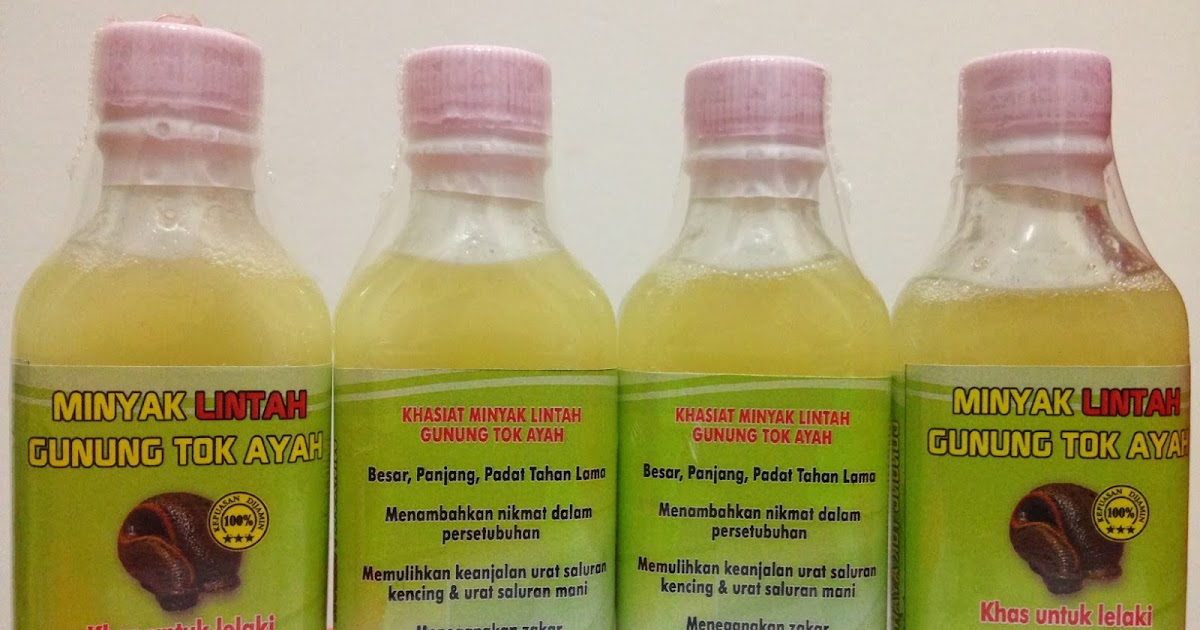 MINYAK LINTAH
GUNUNG TOK AYAH
KEPUASAN DIJAMIN
100%
Khas untuk lelaki
KHASIAT MINYAK LINTAH
GUNUNG TOK AYAH
Besar, Panjang, Padat Tahan Lama
Menambahkan nikmat dalam
persetubuhan
Memulihkan keanjalan urat saluran
kencing & urat saluran mani
Menegangkan zakar
KHASIAT MINYAK LINTAH
GUNUNG TOK AYAH
Besar, Panjang, Padat Tahan Lama
Menambahkan nikmat dalam
persetubuhan
Memulihkan keanjalan urat saluran
kencing & urat saluran mani
Menegangkan zakar
MINYAK LINTAH
GUNUNG TOK AYAH
KEPUASAN DIJAMIN
100%
Khas untuk lelaki